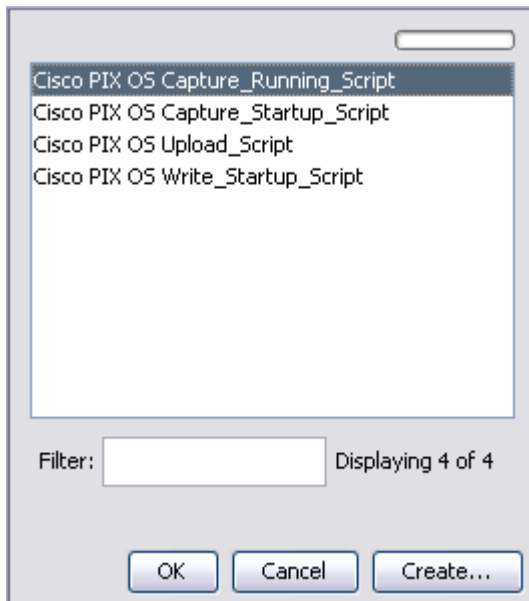 Cisco PIX OS Capture_Running_Script
Cisco PIX OS Capture_Startup_Script
Cisco PIX OS Upload_Script
Cisco PIX OS Write_Startup_Script
Filter: Displaying 4 of 4
OK Cancel Create...